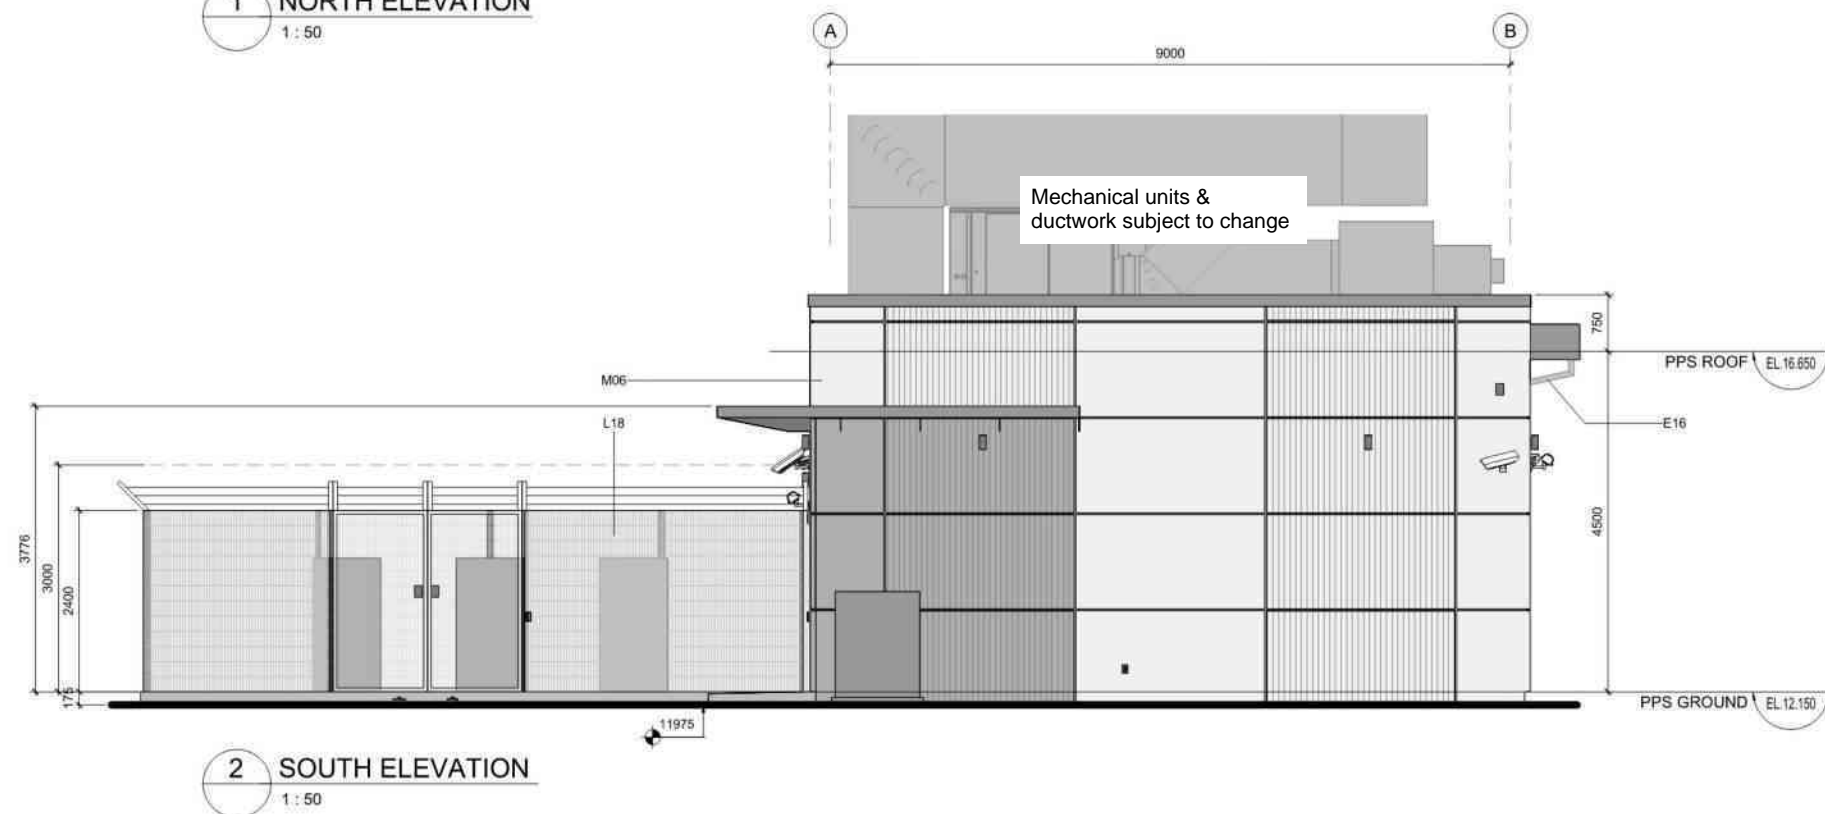 1 NORTH ELEVATION
1 : 50
A
B
9000
Mechanical units &
ductwork subject to change
750
PPS ROOF EL.16.650
M06
E16
L18
3776
3000
2400
4500
175
PPS GROUND EL.12.150
11975
2 SOUTH ELEVATION
1 : 50